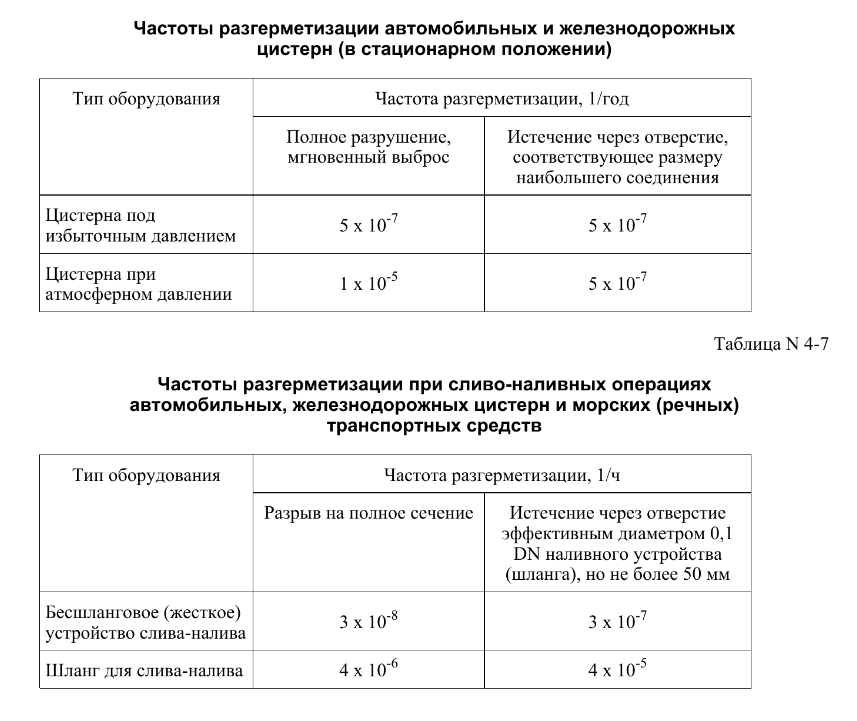 Частоты разгерметизации автомобильных и железнодорожных
цистерн (в стационарном положении)
Тип оборудования
Частота разгерметизации, 1/год
Полное разрушение,
мгновенный выброс
Истечение через отверстие,
соответствующее размеру
наибольшего соединения
Цистерна под
избыточным давлением
5 x 10⁻⁷
5 x 10⁻⁷
Цистерна при
атмосферном давлении
1 x 10⁻⁵
5 x 10⁻⁷
Таблица N 4-7
Частоты разгерметизации при сливо-наливных операциях
автомобильных, железнодорожных цистерн и морских (речных)
транспортных средств
Тип оборудования
Частота разгерметизации, 1/ч
Разрыв на полное сечение
Истечение через отверстие
эффективным диаметром 0,1
DN наливного устройства
(шланга), но не более 50 мм
Бесшланговое (жесткое)
устройство слива-налива
3 x 10⁻⁸
3 x 10⁻⁷
Шланг для слива-налива
4 x 10⁻⁶
4 x 10⁻⁵